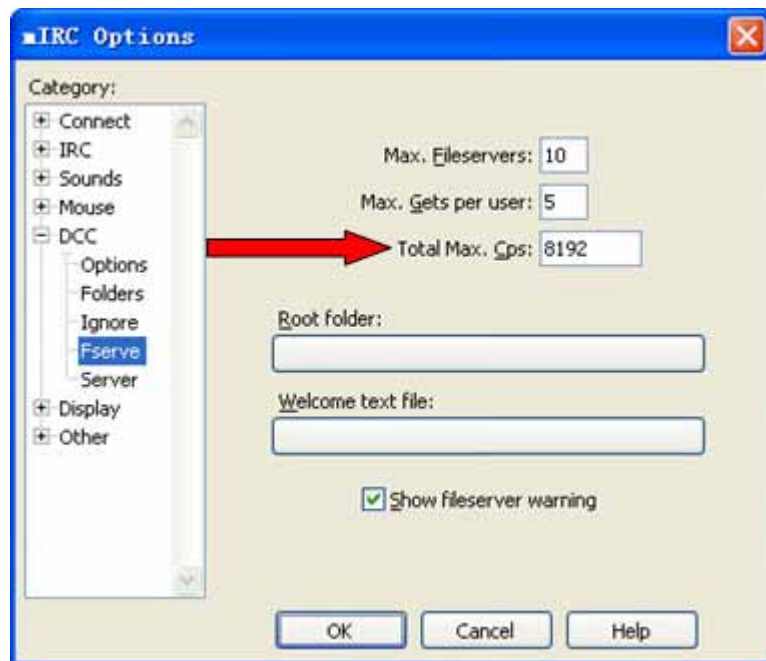 mIRC Options
Category:
Connect
IRC
Sounds
Mouse
DCC
Options
Folders
Ignore
Fserve
Server
Display
Other
Max. Fileservers: 10
Max. Gets per user: 5
Total Max. Cps: 8192
Root folder:
Welcome text file:
Show fileserver warning
OK Cancel Help